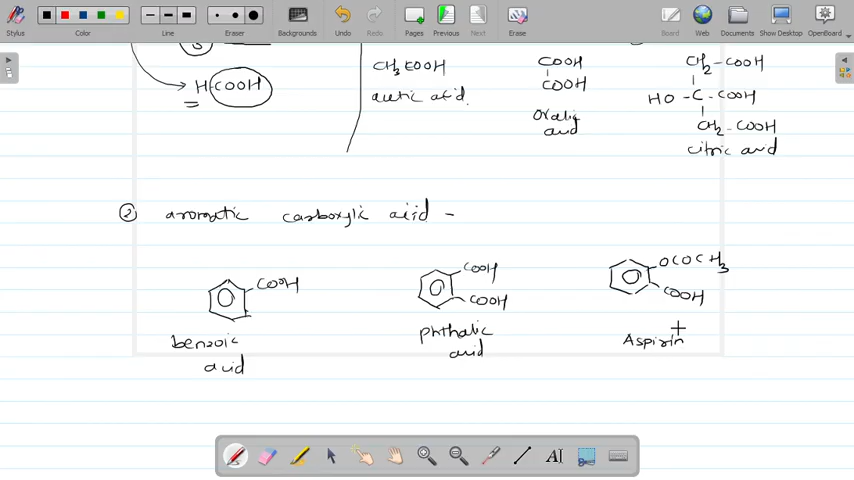 Stylus
Color
Line
Eraser
Backgrounds
Undo
Redo
Pages
Previous
Next
Erase
Board
Web
Documents
Show Desktop
OpenBoard
H-COOH
CH3COOH
acetic acid.
COOH
COOH
Oxalic
acid
CH2-COOH
HO-C-COOH
CH2-COOH
citric acid
② aromatic carboxylic acid -
COOH
benzoic
acid
COOH
COOH
phthalic
acid
OCOCH3
COOH
Aspirin